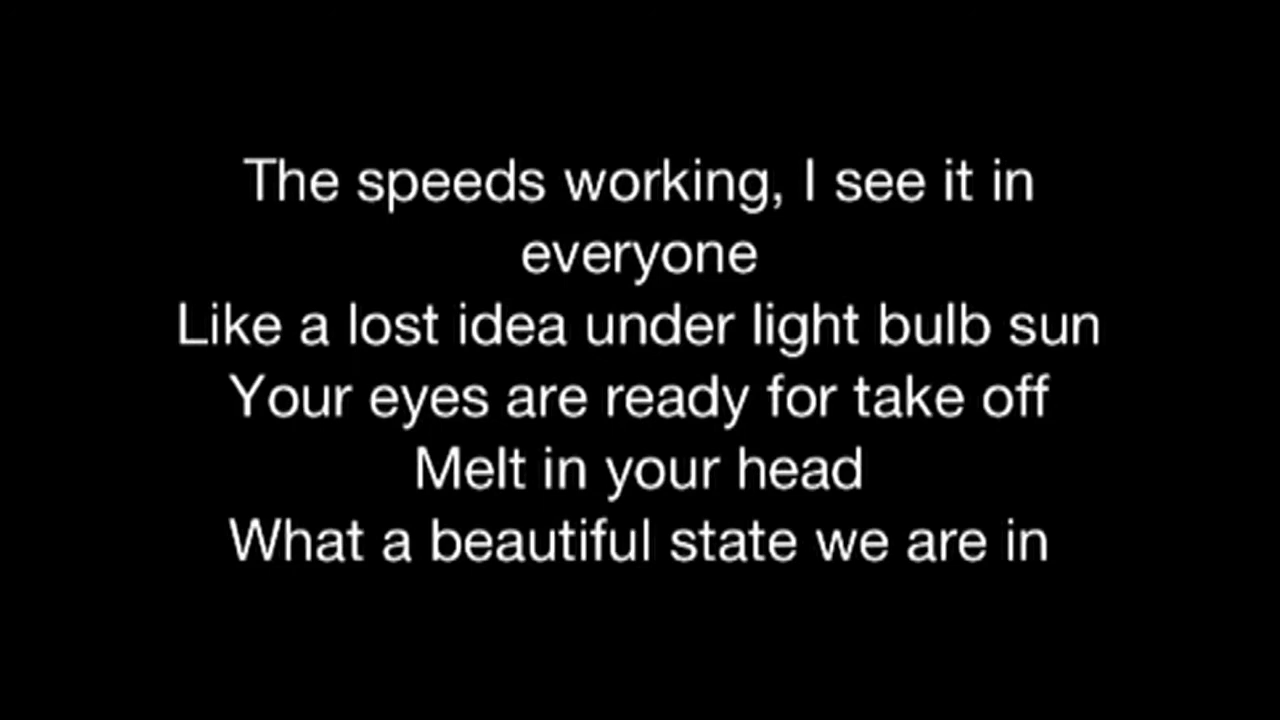 The speeds working, I see it in
everyone
Like a lost idea under light bulb sun
Your eyes are ready for take off
Melt in your head
What a beautiful state we are in